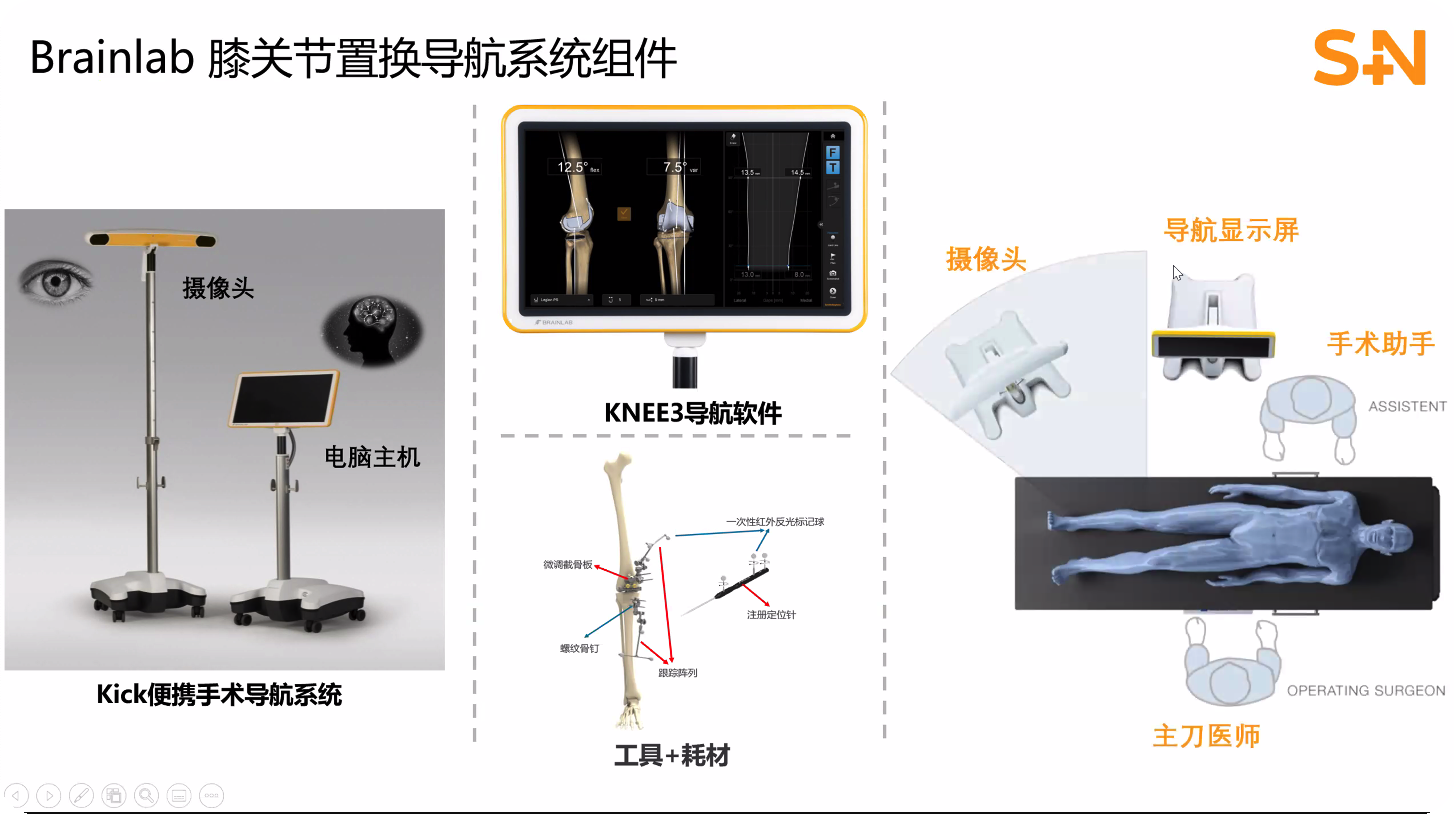 Brainlab 膝关节置换导航系统组件
S+N
摄像头
电脑主机
Kick便携手术导航系统
12.5° flex
7.5° var
13.5 mm
14.5 mm
13.0 mm
8.0 mm
F
T
Legion PS
0 mm
BRAINLAB
KNEE3导航软件
一次性红外反光标记球
微调截骨板
注册定位针
螺纹骨钉
跟踪阵列
工具+耗材
导航显示屏
摄像头
手术助手
ASSISTENT
OPERATING SURGEON
主刀医师